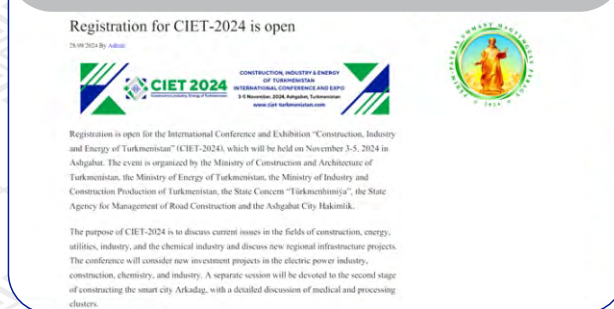 Registration for CIET-2024 is open
28/09/2024 By Admin
CIET 2024
CONSTRUCTION, INDUSTRY & ENERGY
OF TURKMENISTAN
INTERNATIONAL CONFERENCE AND EXPO
3-5 November, 2024, Ashgabat, Turkmenistan
www.ciet-turkmenistan.com
Registration is open for the International Conference and Exhibition “Construction, Industry
and Energy of Turkmenistan” (CIET-2024), which will be held on November 3-5, 2024 in
Ashgabat. The event is organized by the Ministry of Construction and Architecture of
Turkmenistan, the Ministry of Energy of Turkmenistan, the Ministry of Industry and
Construction Production of Turkmenistan, the State Concern “Türkmenhimiýa”, the State
Agency for Management of Road Construction and the Ashgabat City Hakimlik.
The purpose of CIET-2024 is to discuss current issues in the fields of construction, energy,
utilities, industry, and the chemical industry and discuss new regional infrastructure projects.
The conference will consider new investment projects in the electric power industry,
construction, chemistry, and industry. A separate session will be devoted to the second stage
of constructing the smart city Arkadag, with a detailed discussion of medical and processing
clusters.